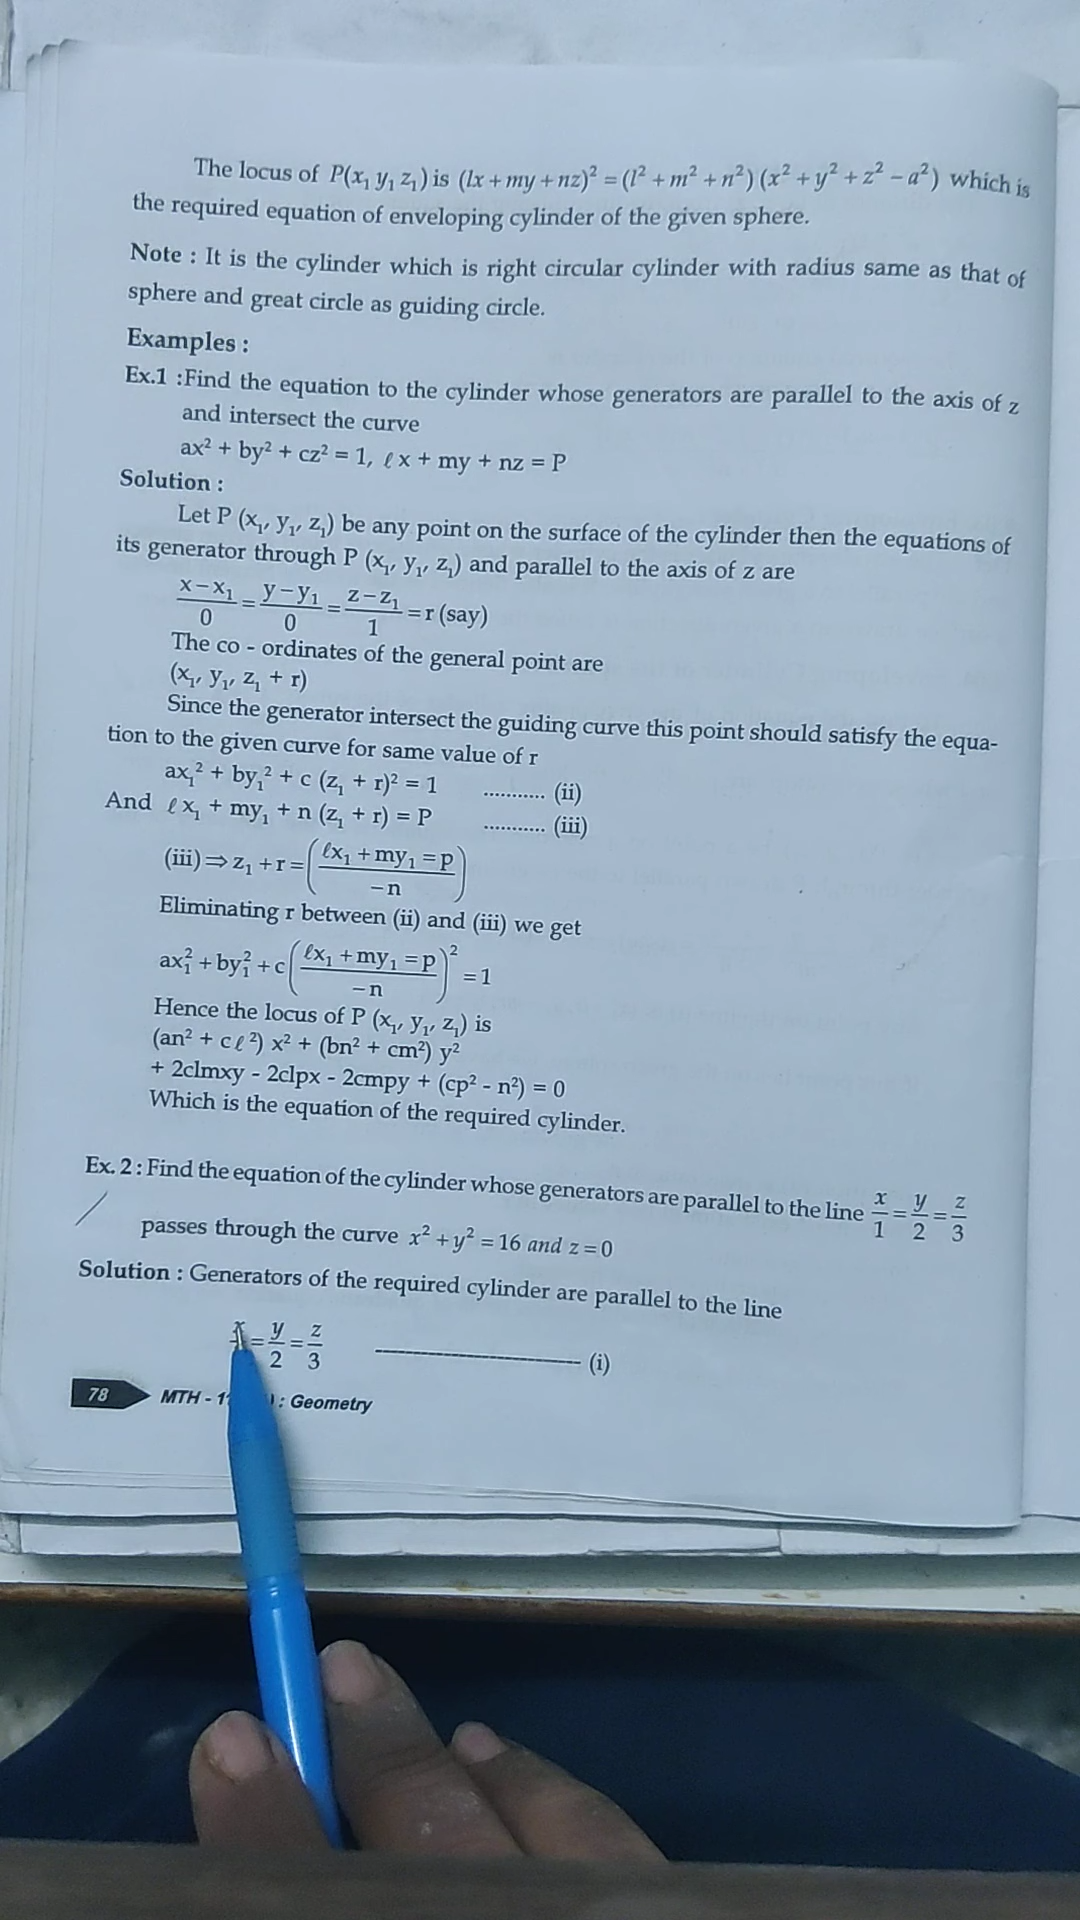 The locus of P(x₁ y₁ z₁) is (lx + my + nz)² = (l² + m² + n²) (x² + y² + z² − a²) which is
the required equation of enveloping cylinder of the given sphere.
Note : It is the cylinder which is right circular cylinder with radius same as that of
sphere and great circle as guiding circle.
Examples :
Ex.1 :Find the equation to the cylinder whose generators are parallel to the axis of z
and intersect the curve
ax² + by² + cz² = 1, ℓ x + my + nz = P
Solution :
Let P (x₁, y₁, z₁) be any point on the surface of the cylinder then the equations of
its generator through P (x₁, y₁, z₁) and parallel to the axis of z are
(x−x₁)/0 = (y−y₁)/0 = (z−z₁)/1 = r (say)
The co - ordinates of the general point are
(x₁, y₁, z₁ + r)
Since the generator intersect the guiding curve this point should satisfy the equa-
tion to the given curve for same value of r
ax₁² + by₁² + c (z₁ + r)² = 1 ........... (ii)
And ℓ x₁ + my₁ + n (z₁ + r) = P ........... (iii)
(iii) ⇒ z₁ + r = ((ℓx₁ + my₁ = p)/−n)
Eliminating r between (ii) and (iii) we get
ax₁² + by₁² + c((ℓx₁ + my₁ = p)/−n)² = 1
Hence the locus of P (x₁, y₁, z₁) is
(an² + cℓ²) x² + (bn² + cm²) y²
+ 2clmxy - 2clpx - 2cmpy + (cp² - n²) = 0
Which is the equation of the required cylinder.
Ex. 2 : Find the equation of the cylinder whose generators are parallel to the line x/1 = y/2 = z/3
passes through the curve x² + y² = 16 and z = 0
Solution : Generators of the required cylinder are parallel to the line
= y/2 = z/3 (i)
78 MTH - : Geometry